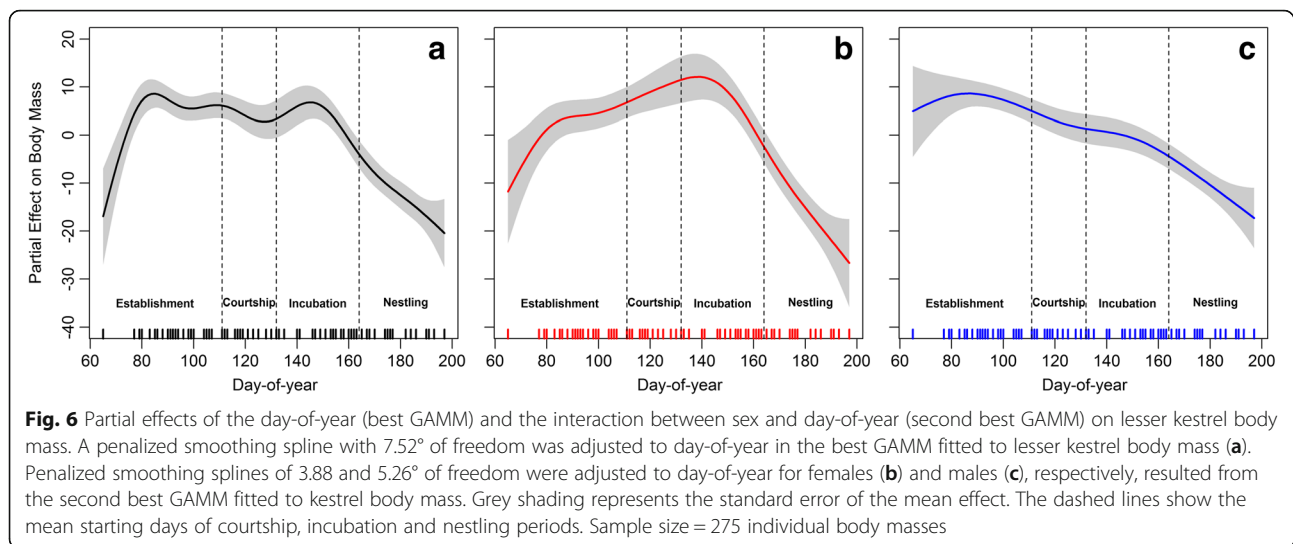 a
b
c
Partial Effect on Body Mass
20
10
0
-10
-20
-30
-40
Establishment Courtship Incubation Nestling
Establishment Courtship Incubation Nestling
Establishment Courtship Incubation Nestling
60 80 100 120 140 160 180 200
60 80 100 120 140 160 180 200
60 80 100 120 140 160 180 200
Day-of-year
Day-of-year
Day-of-year
Fig. 6 Partial effects of the day-of-year (best GAMM) and the interaction between sex and day-of-year (second best GAMM) on lesser kestrel body
mass. A penalized smoothing spline with 7.52° of freedom was adjusted to day-of-year in the best GAMM fitted to lesser kestrel body mass (a).
Penalized smoothing splines of 3.88 and 5.26° of freedom were adjusted to day-of-year for females (b) and males (c), respectively, resulted from
the second best GAMM fitted to kestrel body mass. Grey shading represents the standard error of the mean effect. The dashed lines show the
mean starting days of courtship, incubation and nestling periods. Sample size = 275 individual body masses